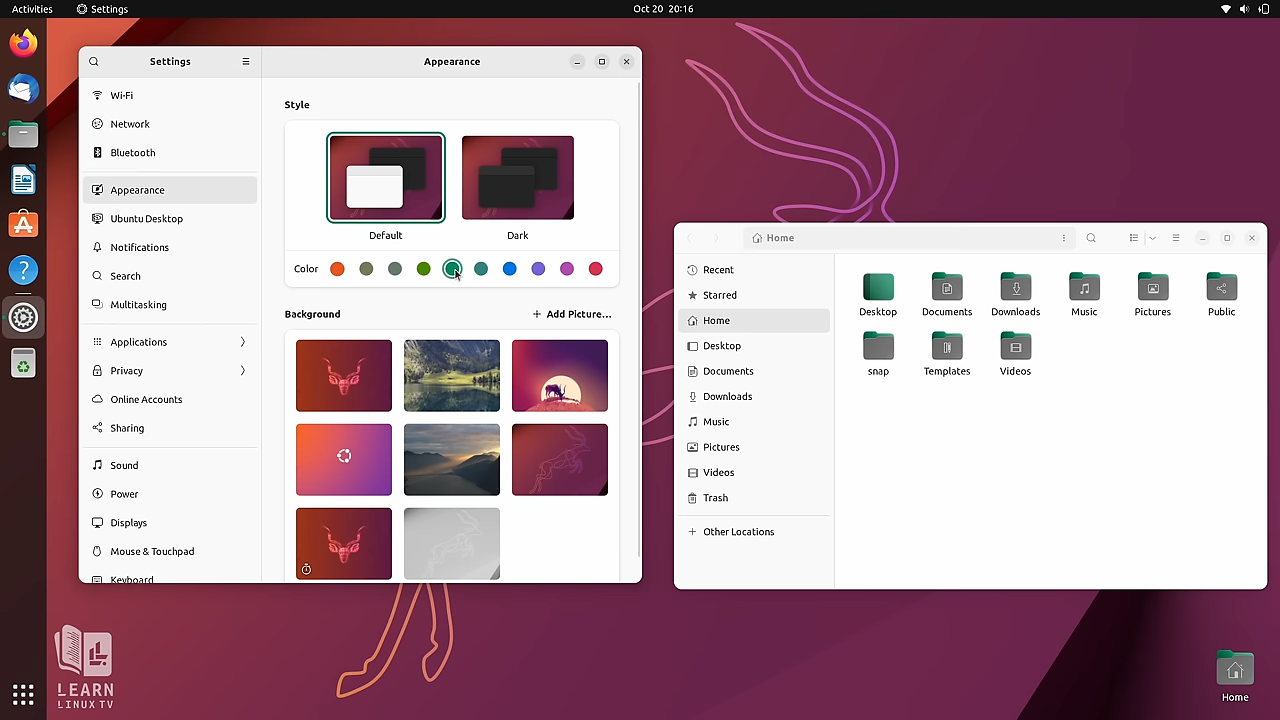 Activities
Settings
Oct 20 20:16
Settings
Appearance
Wi-Fi
Network
Bluetooth
Appearance
Ubuntu Desktop
Notifications
Search
Multitasking
Applications
Privacy
Online Accounts
Sharing
Sound
Power
Displays
Mouse & Touchpad
Keyboard
Style
Default
Dark
Color
Background
Add Picture...
Home
Recent
Starred
Home
Desktop
Documents
Downloads
Music
Pictures
Videos
Trash
Other Locations
Desktop
Documents
Downloads
Music
Pictures
Public
snap
Templates
Videos
LEARN
LINUX TV
Home